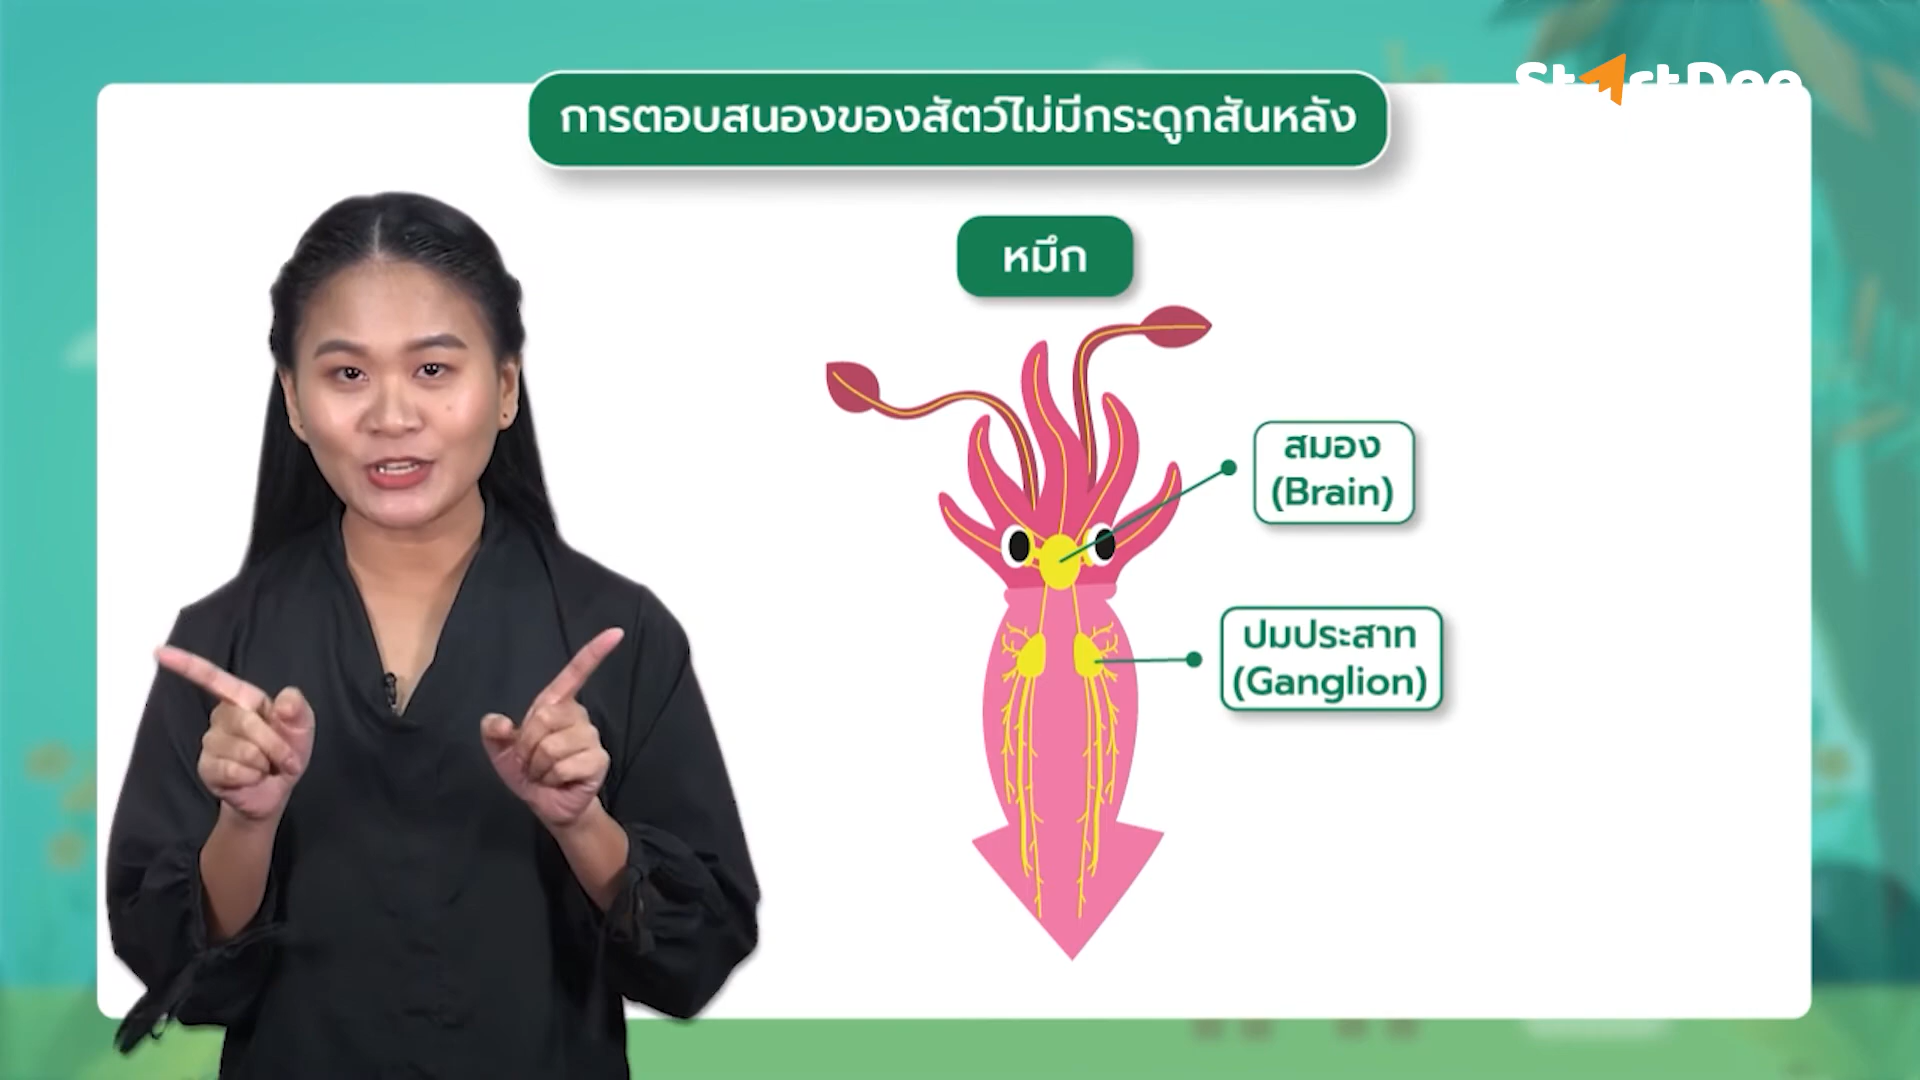 StartDee
การตอบสนองของสัตว์ไม่มีกระดูกสันหลัง
หมึก
สมอง
(Brain)
ปมประสาท
(Ganglion)